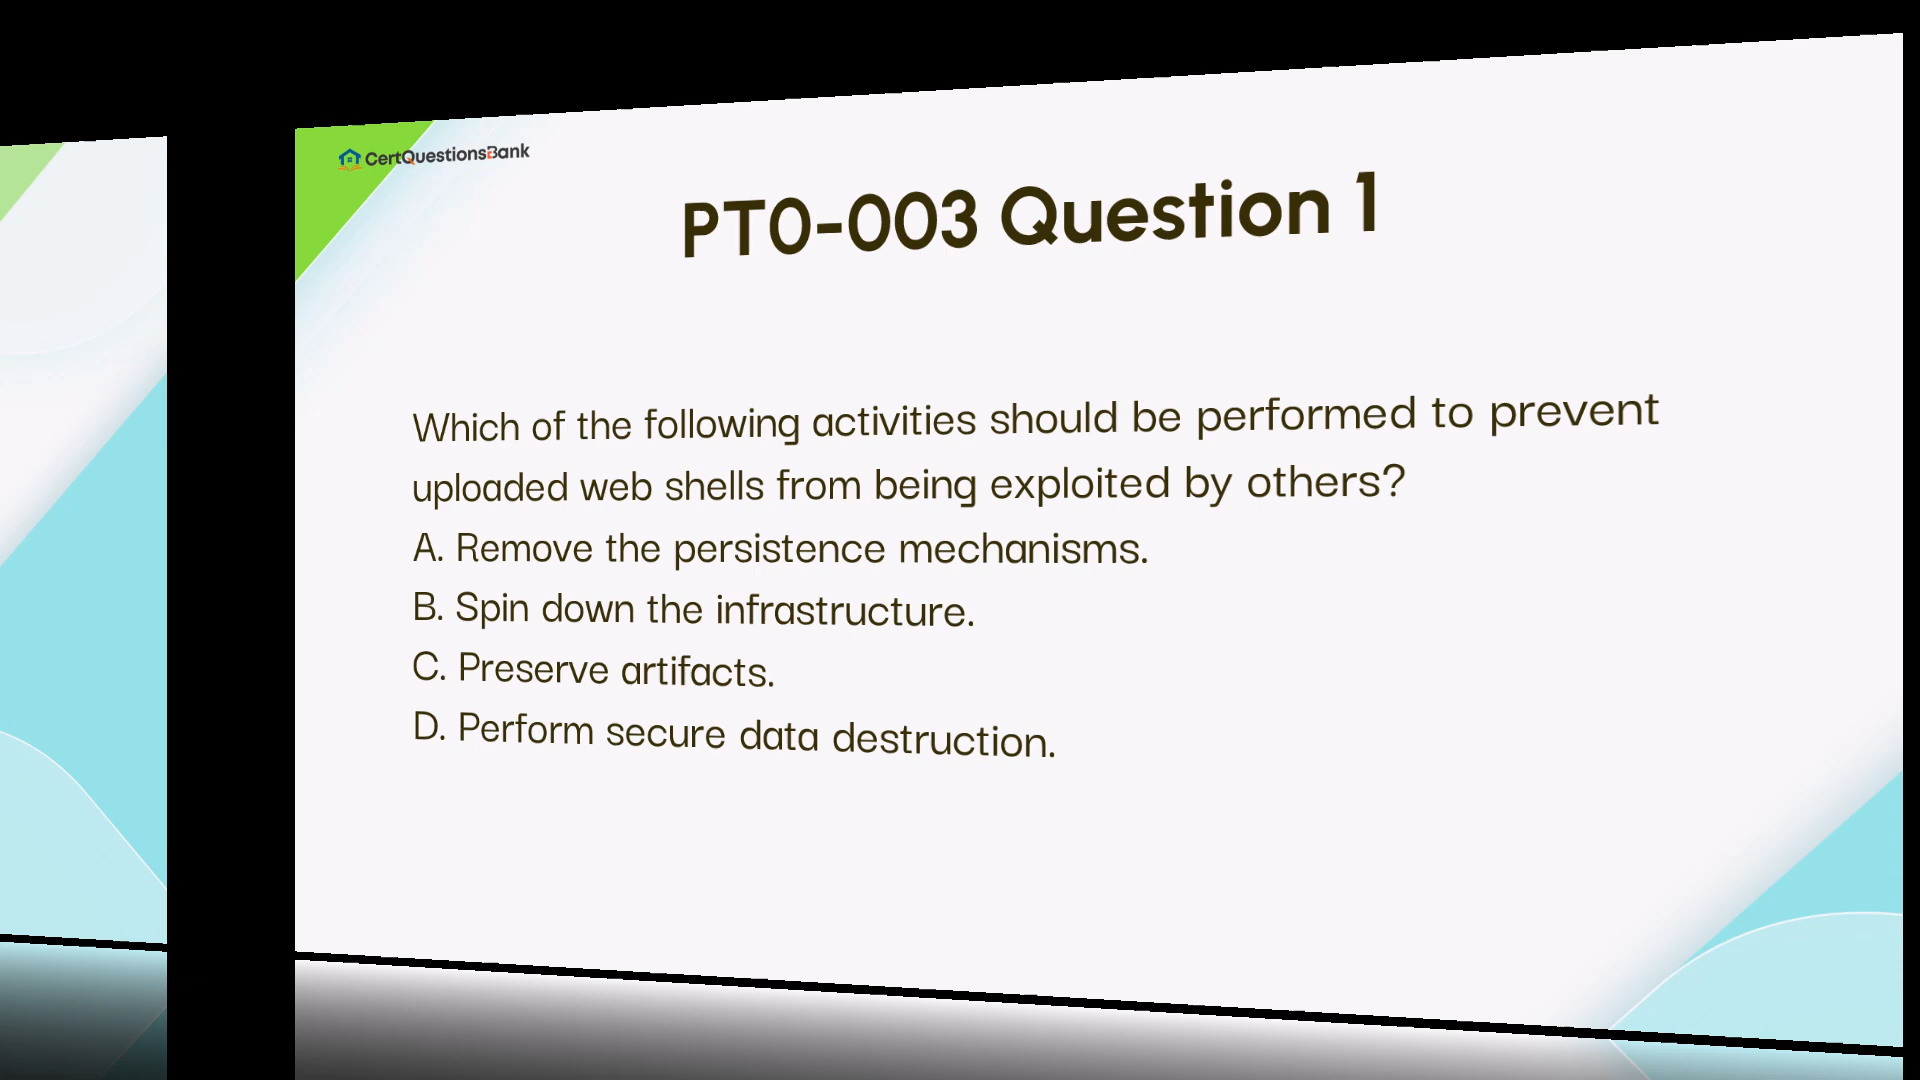 CertQuestionsBank
PT0-003 Question 1
Which of the following activities should be performed to prevent
uploaded web shells from being exploited by others?
A. Remove the persistence mechanisms.
B. Spin down the infrastructure.
C. Preserve artifacts.
D. Perform secure data destruction.